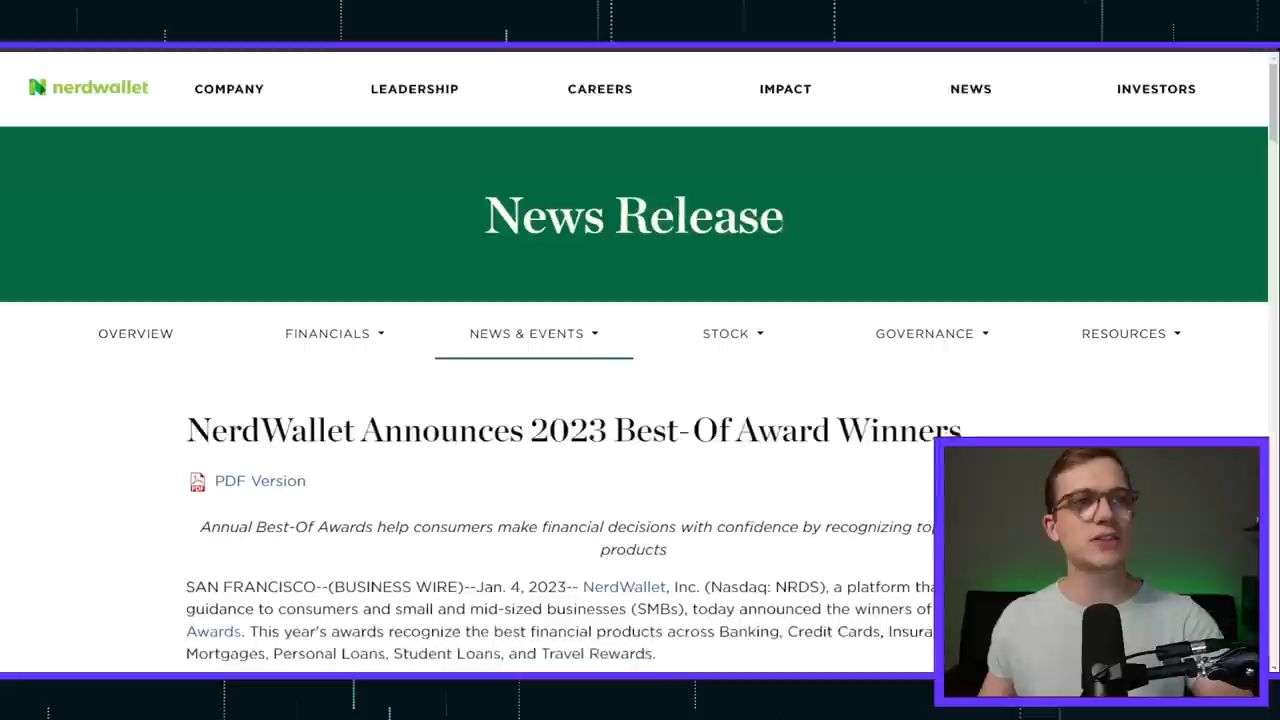 nerdwallet
COMPANY
LEADERSHIP
CAREERS
IMPACT
NEWS
INVESTORS
News Release
OVERVIEW
FINANCIALS
NEWS & EVENTS
STOCK
GOVERNANCE
RESOURCES
NerdWallet Announces 2023 Best-Of Award Winners
PDF Version
Annual Best-Of Awards help consumers make financial decisions with confidence by recognizing
products
SAN FRANCISCO--(BUSINESS WIRE)--Jan. 4, 2023-- NerdWallet, Inc. (Nasdaq: NRDS), a platform
guidance to consumers and small and mid-sized businesses (SMBs), today announced the winners of
Awards. This year's awards recognize the best financial products across Banking, Credit Cards,
Mortgages, Personal Loans, Student Loans, and Travel Rewards.